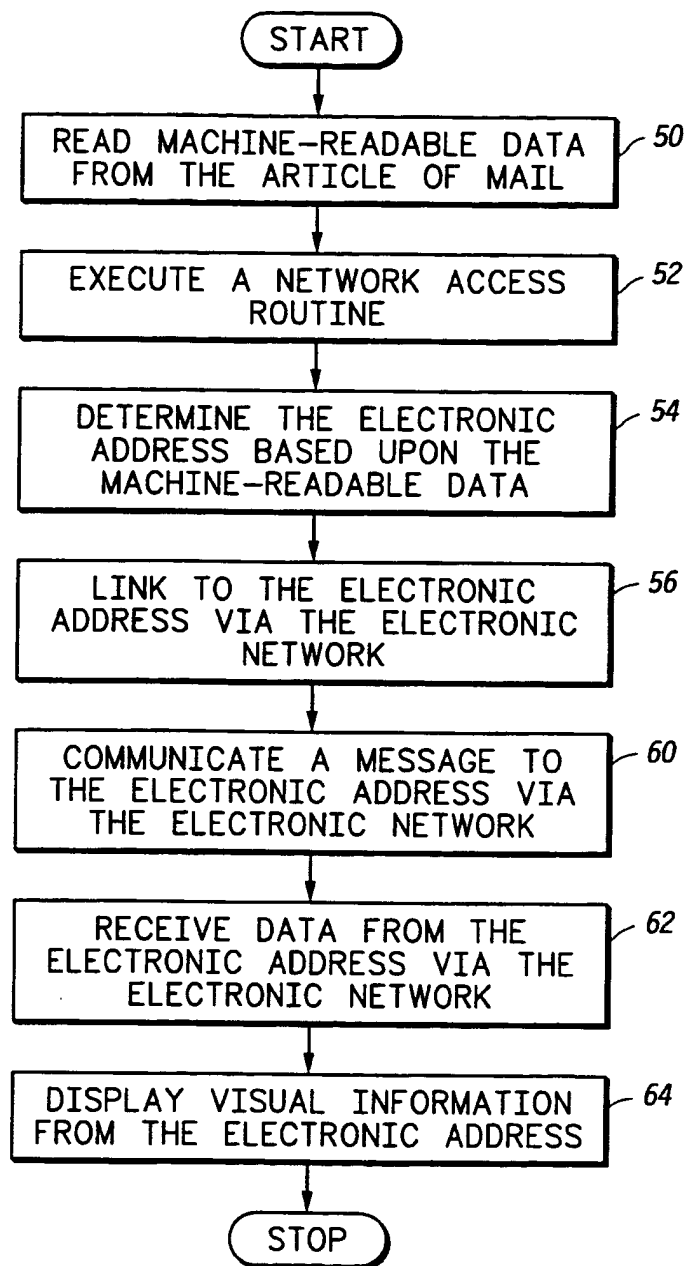 START
READ MACHINE-READABLE DATA
FROM THE ARTICLE OF MAIL
50
EXECUTE A NETWORK ACCESS
ROUTINE
52
DETERMINE THE ELECTRONIC
ADDRESS BASED UPON THE
MACHINE-READABLE DATA
54
LINK TO THE ELECTRONIC
ADDRESS VIA THE ELECTRONIC
NETWORK
56
COMMUNICATE A MESSAGE TO
THE ELECTRONIC ADDRESS VIA
THE ELECTRONIC NETWORK
60
RECEIVE DATA FROM THE
ELECTRONIC ADDRESS VIA THE
ELECTRONIC NETWORK
62
DISPLAY VISUAL INFORMATION
FROM THE ELECTRONIC ADDRESS
64
STOP